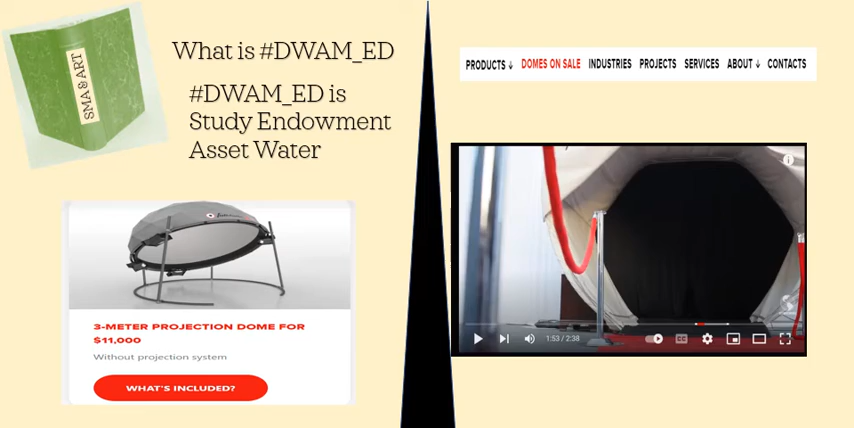 SMA & ART
What is #DWAM_ED
#DWAM_ED is
Study Endowment
Asset Water
3-METER PROJECTION DOME FOR
$11,000
Without projection system
WHAT'S INCLUDED?
PRODUCTS ↓ DOMES ON SALE INDUSTRIES PROJECTS SERVICES ABOUT ↓ CONTACTS
1:53 / 2:38
CC